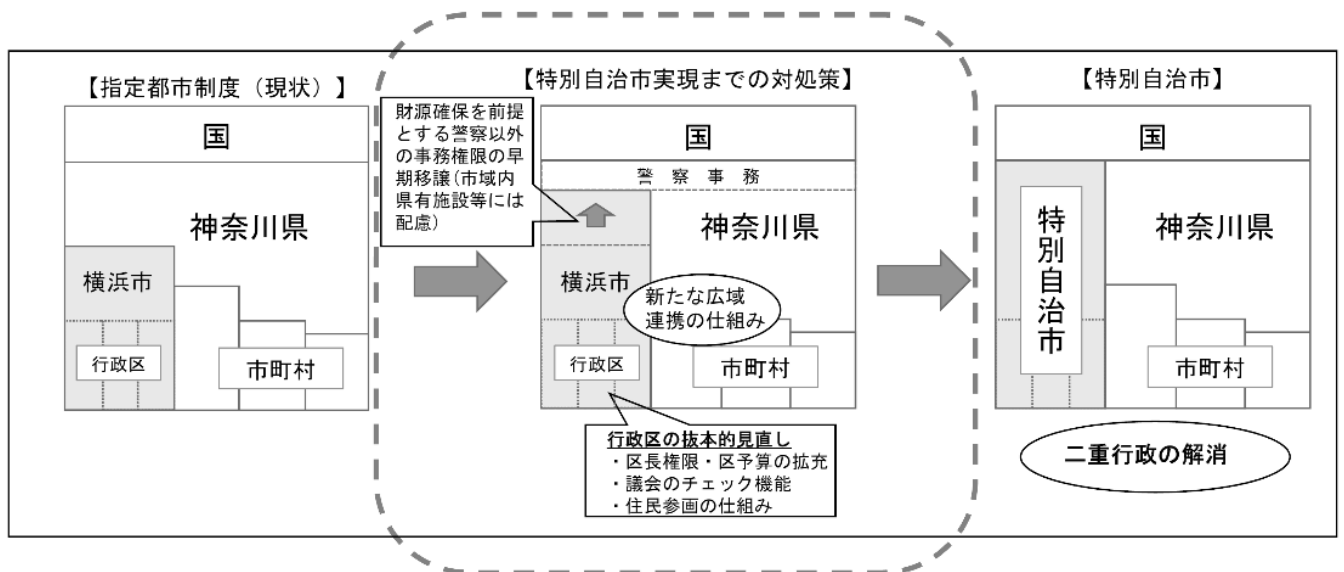 【指定都市制度（現状）】
国
神奈川県
横浜市
行政区
市町村
【特別自治市実現までの対処策】
財源確保を前提
とする警察以外
の事務権限の早
期移譲(市域内
県有施設等には
配慮)
国
警察事務
神奈川県
横浜市
新たな広域
連携の仕組み
行政区
市町村
行政区の抜本的見直し
・区長権限・区予算の拡充
・議会のチェック機能
・住民参画の仕組み
【特別自治市】
国
特別自治市
神奈川県
市町村
二重行政の解消